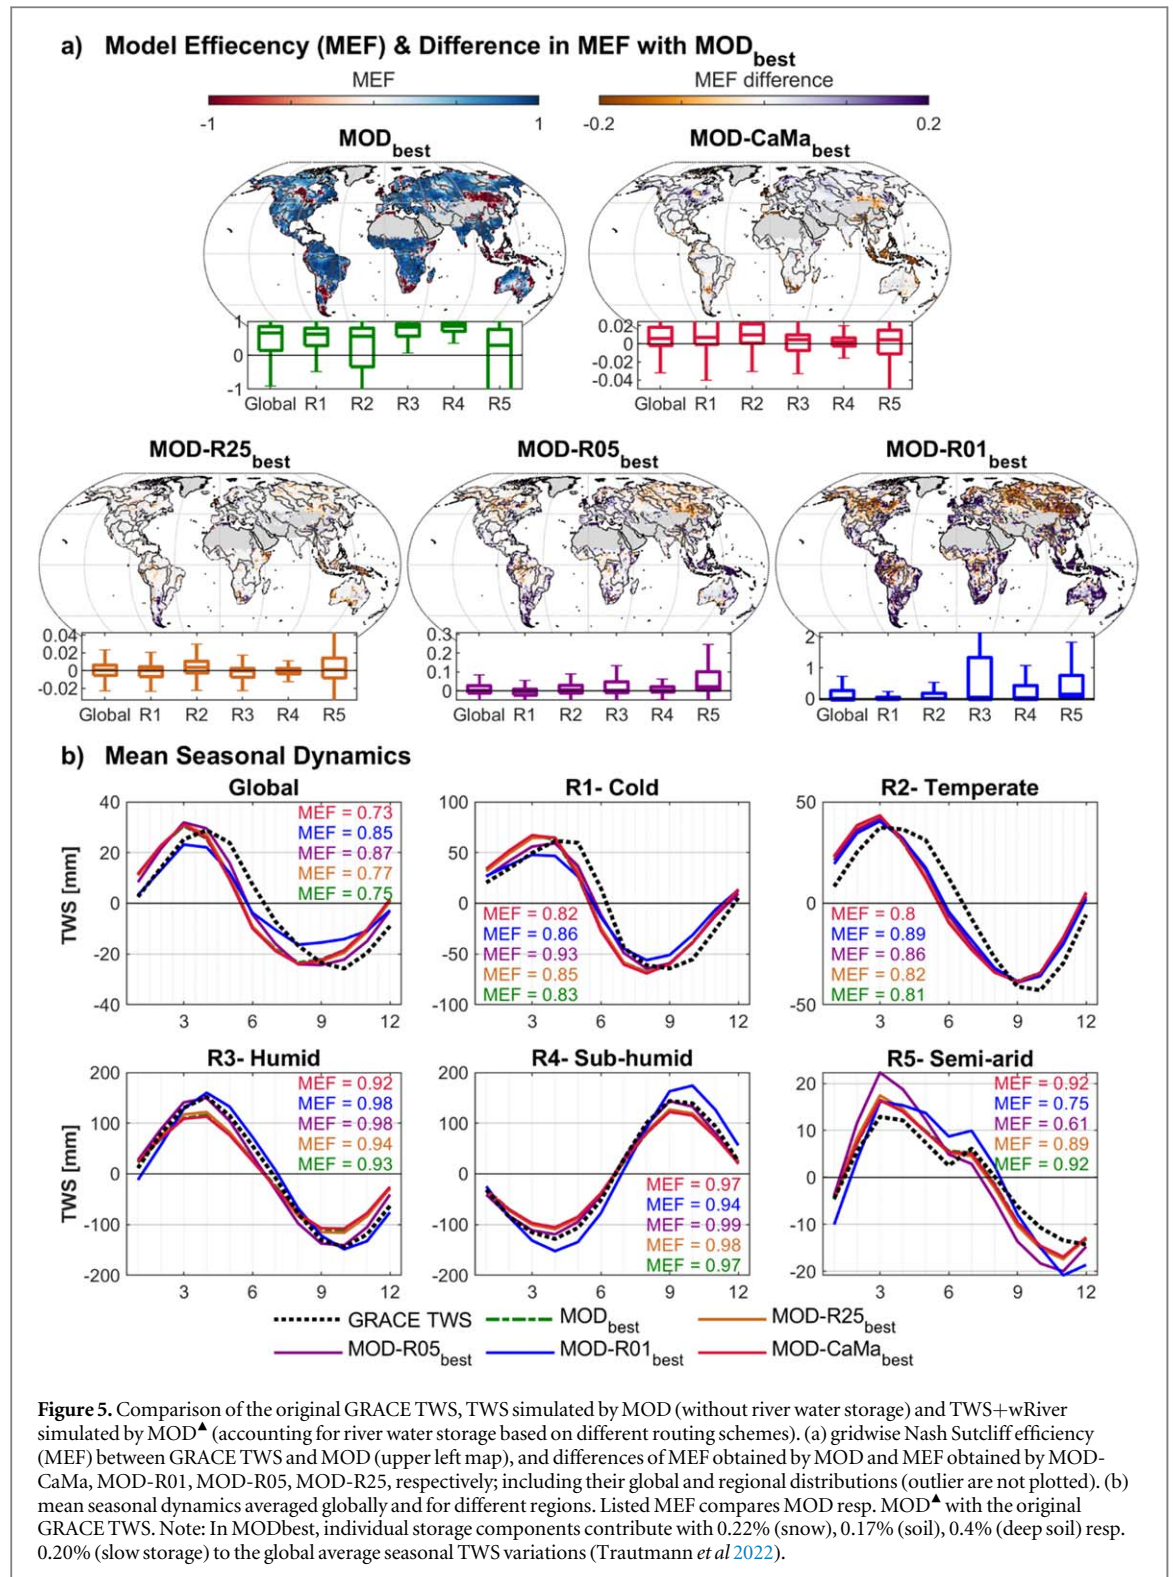 a) Model Effiecency (MEF) & Difference in MEF with MODbest
MEF
MEF difference
-1 1
-0.2 0.2
MODbest
MOD-CaMabest
1
0
-1
Global R1 R2 R3 R4 R5
0.02
0
-0.02
-0.04
Global R1 R2 R3 R4 R5
MOD-R25best
MOD-R05best
MOD-R01best
0.04
0.02
0
-0.02
Global R1 R2 R3 R4 R5
0.3
0.2
0.1
0
Global R1 R2 R3 R4 R5
2
1
0
Global R1 R2 R3 R4 R5
b) Mean Seasonal Dynamics
Global
TWS [mm]
40
20
0
-20
-40
MEF = 0.73
MEF = 0.85
MEF = 0.87
MEF = 0.77
MEF = 0.75
3 6 9 12
R1- Cold
100
50
0
-50
-100
MEF = 0.82
MEF = 0.86
MEF = 0.93
MEF = 0.85
MEF = 0.83
3 6 9 12
R2- Temperate
50
0
-50
MEF = 0.8
MEF = 0.89
MEF = 0.86
MEF = 0.82
MEF = 0.81
3 6 9 12
R3- Humid
TWS [mm]
200
100
0
-100
-200
MEF = 0.92
MEF = 0.98
MEF = 0.98
MEF = 0.94
MEF = 0.93
3 6 9 12
R4- Sub-humid
200
100
0
-100
-200
MEF = 0.97
MEF = 0.94
MEF = 0.99
MEF = 0.98
MEF = 0.97
3 6 9 12
R5- Semi-arid
20
10
0
-10
-20
MEF = 0.92
MEF = 0.75
MEF = 0.61
MEF = 0.89
MEF = 0.92
3 6 9 12
GRACE TWS MODbest MOD-R25best
MOD-R05best MOD-R01best MOD-CaMabest
Figure 5. Comparison of the original GRACE TWS, TWS simulated by MOD (without river water storage) and TWS+wRiver
simulated by MOD▲ (accounting for river water storage based on different routing schemes). (a) gridwise Nash Sutcliff efficiency
(MEF) between GRACE TWS and MOD (upper left map), and differences of MEF obtained by MOD and MEF obtained by MOD-
CaMa, MOD-R01, MOD-R05, MOD-R25, respectively; including their global and regional distributions (outlier are not plotted). (b)
mean seasonal dynamics averaged globally and for different regions. Listed MEF compares MOD resp. MOD▲ with the original
GRACE TWS. Note: In MODbest, individual storage components contribute with 0.22% (snow), 0.17% (soil), 0.4% (deep soil) resp.
0.20% (slow storage) to the global average seasonal TWS variations (Trautmann et al 2022).